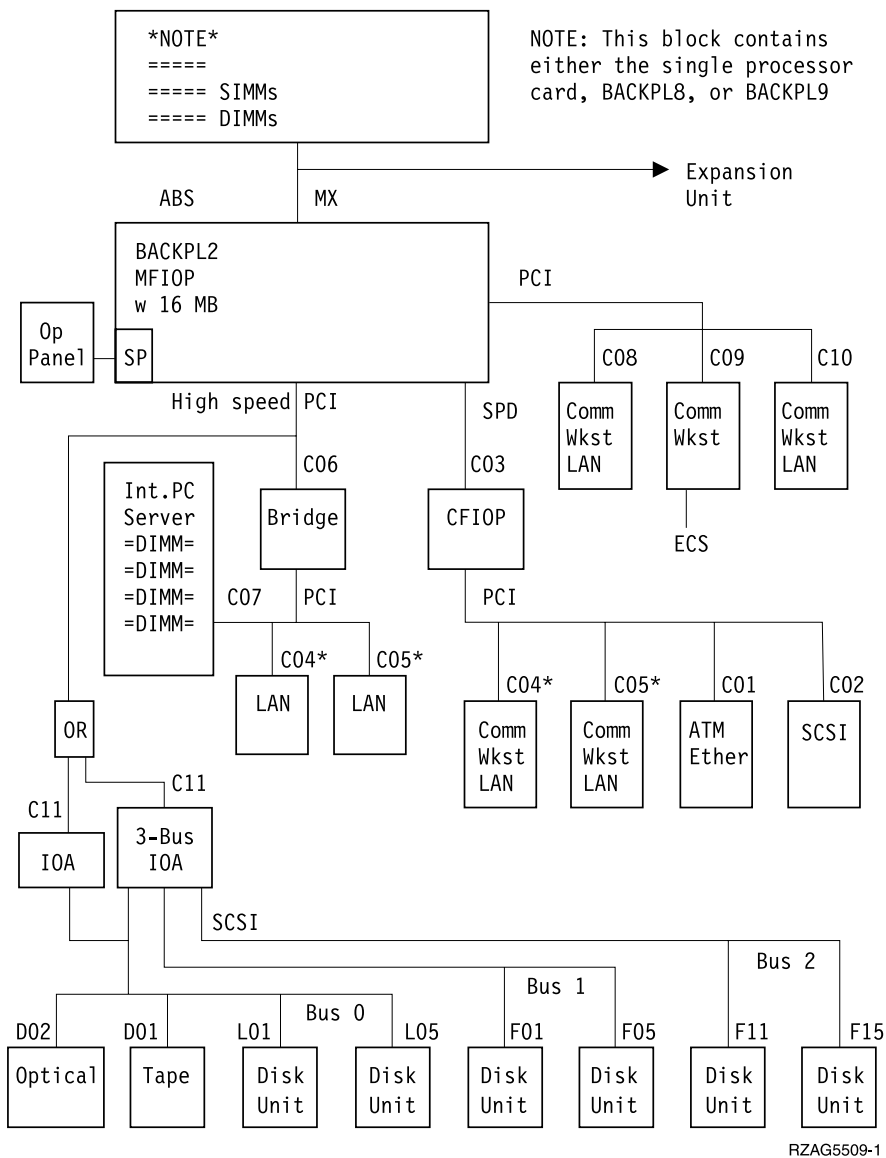 *NOTE*
=====
===== SIMMs
===== DIMMs
NOTE: This block contains
either the single processor
card, BACKPL8, or BACKPL9
Expansion
Unit
ABS
MX
BACKPL2
MFIOP
w 16 MB
PCI
Op
Panel
SP
C08
C09
C10
Comm
Wkst
LAN
Comm
Wkst
Comm
Wkst
LAN
ECS
High speed
PCI
SPD
C06
C03
Int.PC
Server
=DIMM=
=DIMM=
=DIMM=
=DIMM=
Bridge
CFIOP
C07
PCI
PCI
C04*
C05*
LAN
LAN
C04*
C05*
C01
C02
Comm
Wkst
LAN
Comm
Wkst
LAN
ATM
Ether
SCSI
OR
C11
C11
IOA
3-Bus
IOA
SCSI
Bus 2
Bus 1
Bus 0
D02
D01
L01
L05
F01
F05
F11
F15
Optical
Tape
Disk
Unit
Disk
Unit
Disk
Unit
Disk
Unit
Disk
Unit
Disk
Unit
RZAG5509-1